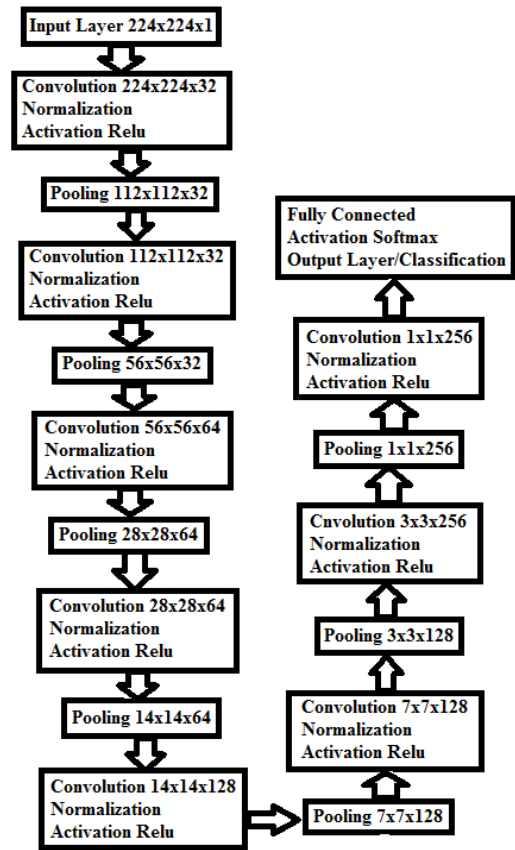 Input Layer 224x224x1
Convolution 224x224x32
Normalization
Activation Relu
Pooling 112x112x32
Convolution 112x112x32
Normalization
Activation Relu
Pooling 56x56x32
Convolution 56x56x64
Normalization
Activation Relu
Pooling 28x28x64
Convolution 28x28x64
Normalization
Activation Relu
Pooling 14x14x64
Convolution 14x14x128
Normalization
Activation Relu
Pooling 7x7x128
Convolution 7x7x128
Normalization
Activation Relu
Pooling 3x3x128
Cnvolution 3x3x256
Normalization
Activation Relu
Pooling 1x1x256
Convolution 1x1x256
Normalization
Activation Relu
Fully Connected
Activation Softmax
Output Layer/Classification